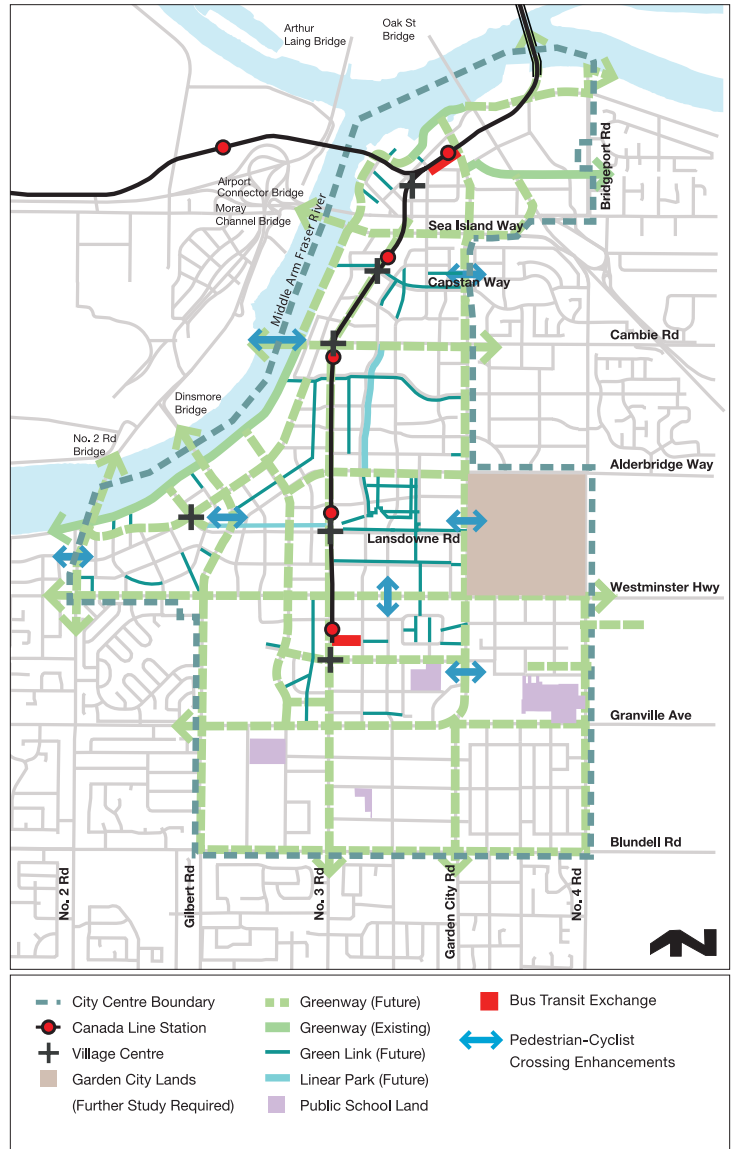 Arthur
Laing Bridge
Oak St
Bridge
Bridgeport Rd
Airport
Connector Bridge
Moray
Channel Bridge
Middle Arm Fraser River
Sea Island Way
Capstan Way
Cambie Rd
Dinsmore
Bridge
No. 2 Rd
Bridge
Alderbridge Way
Lansdowne Rd
Westminster Hwy
Granville Ave
Blundell Rd
No. 2 Rd
Gilbert Rd
No. 3 Rd
Garden City Rd
No. 4 Rd
City Centre Boundary
Canada Line Station
Village Centre
Garden City Lands
(Further Study Required)
Greenway (Future)
Greenway (Existing)
Green Link (Future)
Linear Park (Future)
Public School Land
Bus Transit Exchange
Pedestrian-Cyclist
Crossing Enhancements